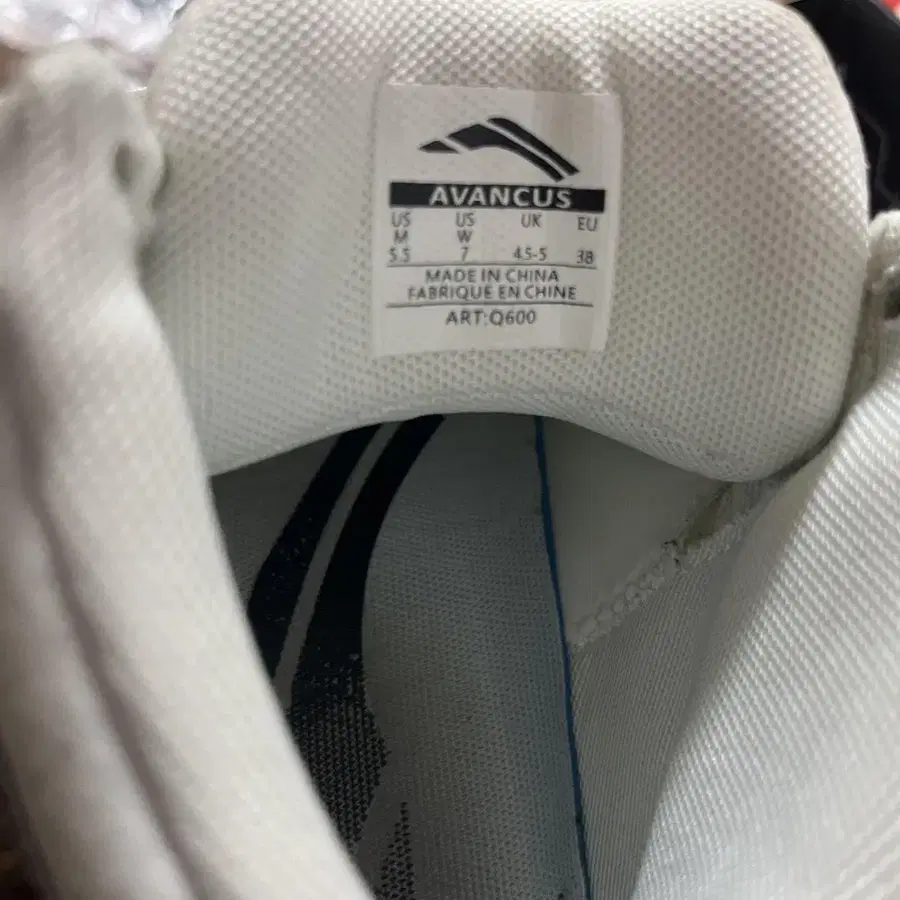 AVANCUS
US US UK EU
M W
5.5 7 4.5-5 38
MADE IN CHINA
FABRIQUE EN CHINE
ART:Q600